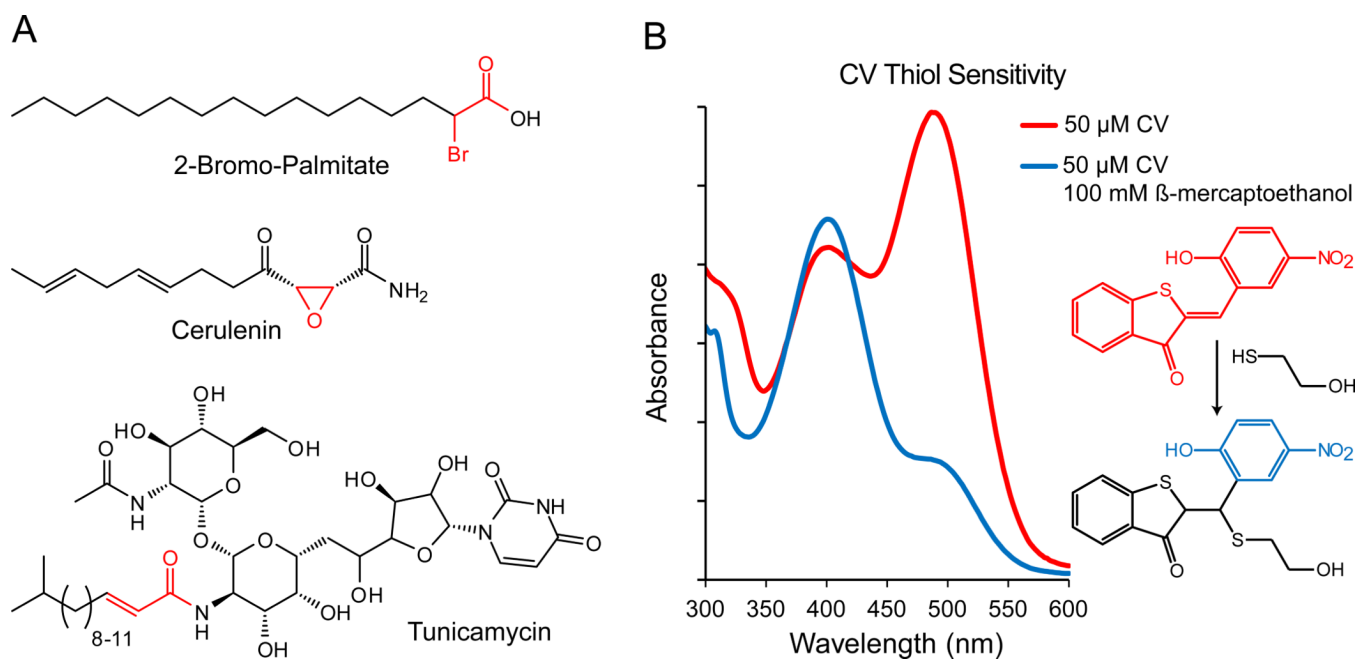 A
O
OH
Br
2-Bromo-Palmitate
O
O
NH2
O
Cerulenin
OH
HO
OH
O
O
N
H
O
HO
OH
O
NH
N
O
O
O
O
O
OH
N
H
OH
OH
8-11
Tunicamycin
B
CV Thiol Sensitivity
50 µM CV
50 µM CV
100 mM ß-mercaptoethanol
Absorbance
300 350 400 450 500 550 600
Wavelength (nm)
HO
NO2
S
O
HS
OH
HO
NO2
S
O
S
OH